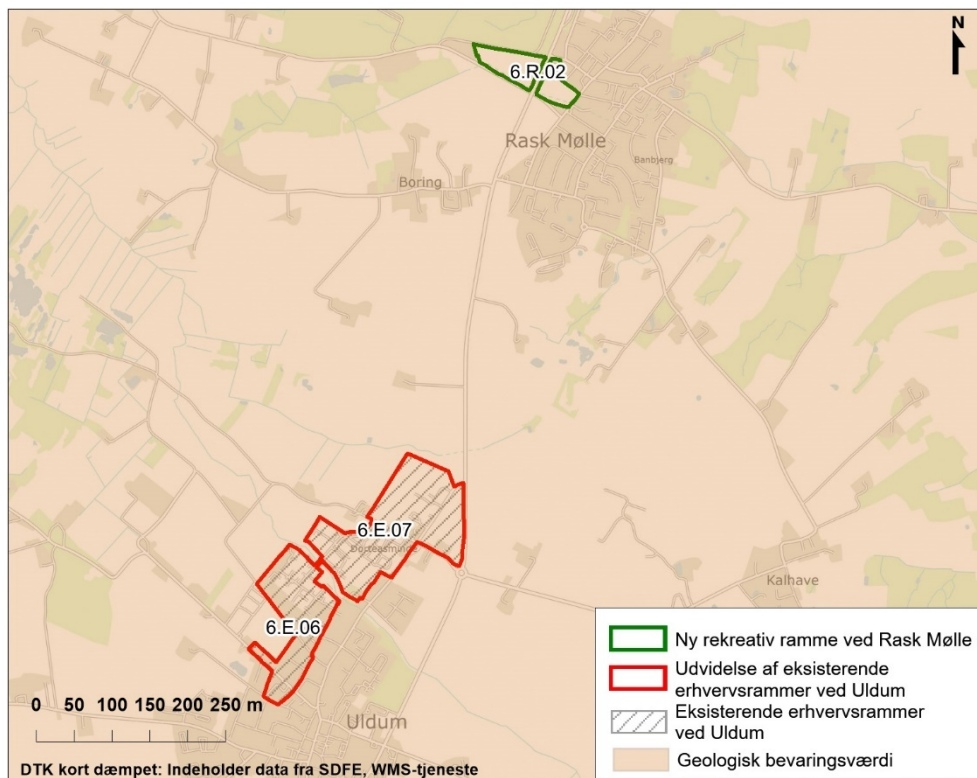 N
6.R.02
Rask Mølle
Banbjerg
Boring
6.E.07
Dorteasminde
6.E.06
Kalhave
Uldum
0 50 100 150 200 250 m
DTK kort dæmpet: Indeholder data fra SDFE, WMS-tjeneste
Ny rekreativ ramme ved Rask Mølle
Udvidelse af eksisterende
erhvervsrammer ved Uldum
Eksisterende erhvervsrammer
ved Uldum
Geologisk bevaringsværdi